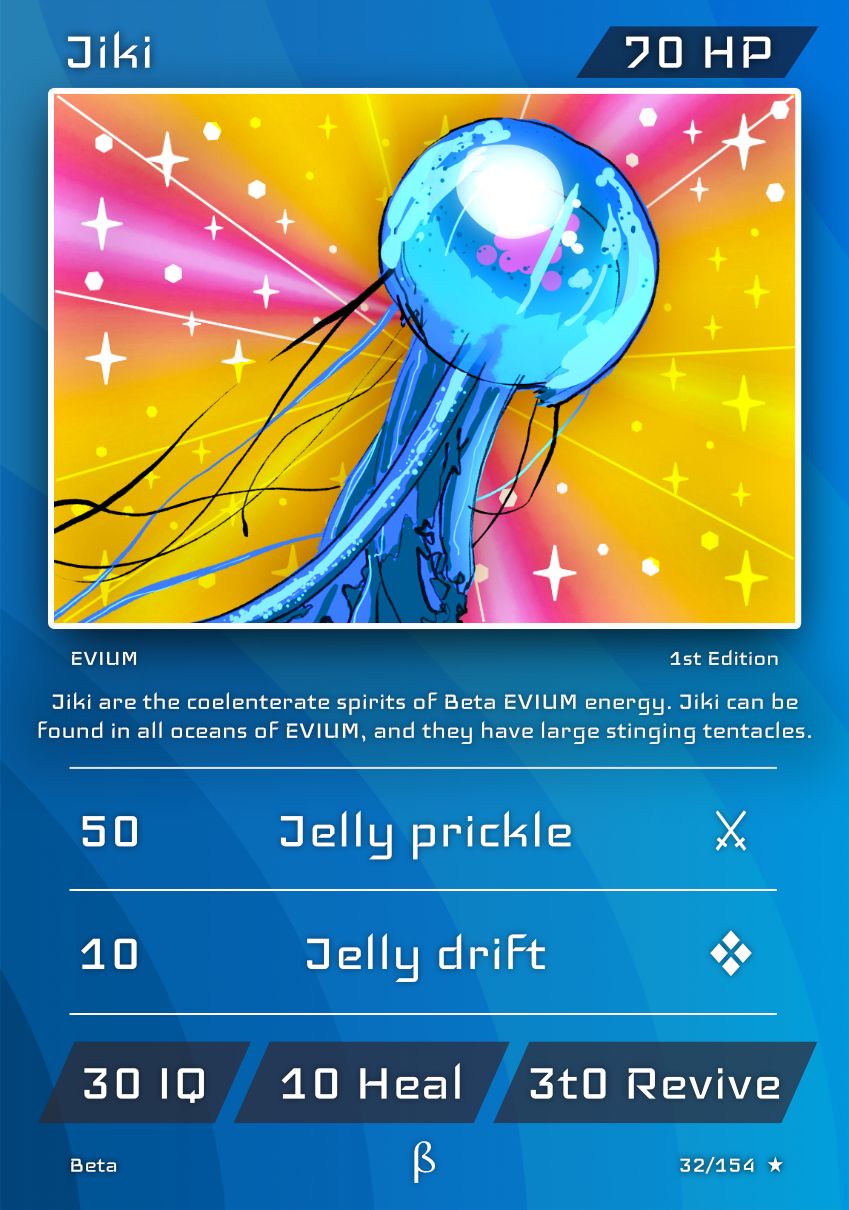 Jiki
70 HP
EVIUM
1st Edition
Jiki are the coelenterate spirits of Beta EVIUM energy. Jiki can be
found in all oceans of EVIUM, and they have large stinging tentacles.
50 Jelly prickle
10 Jelly drift
30 IQ
10 Heal
3t0 Revive
Beta
β
32/154 ★